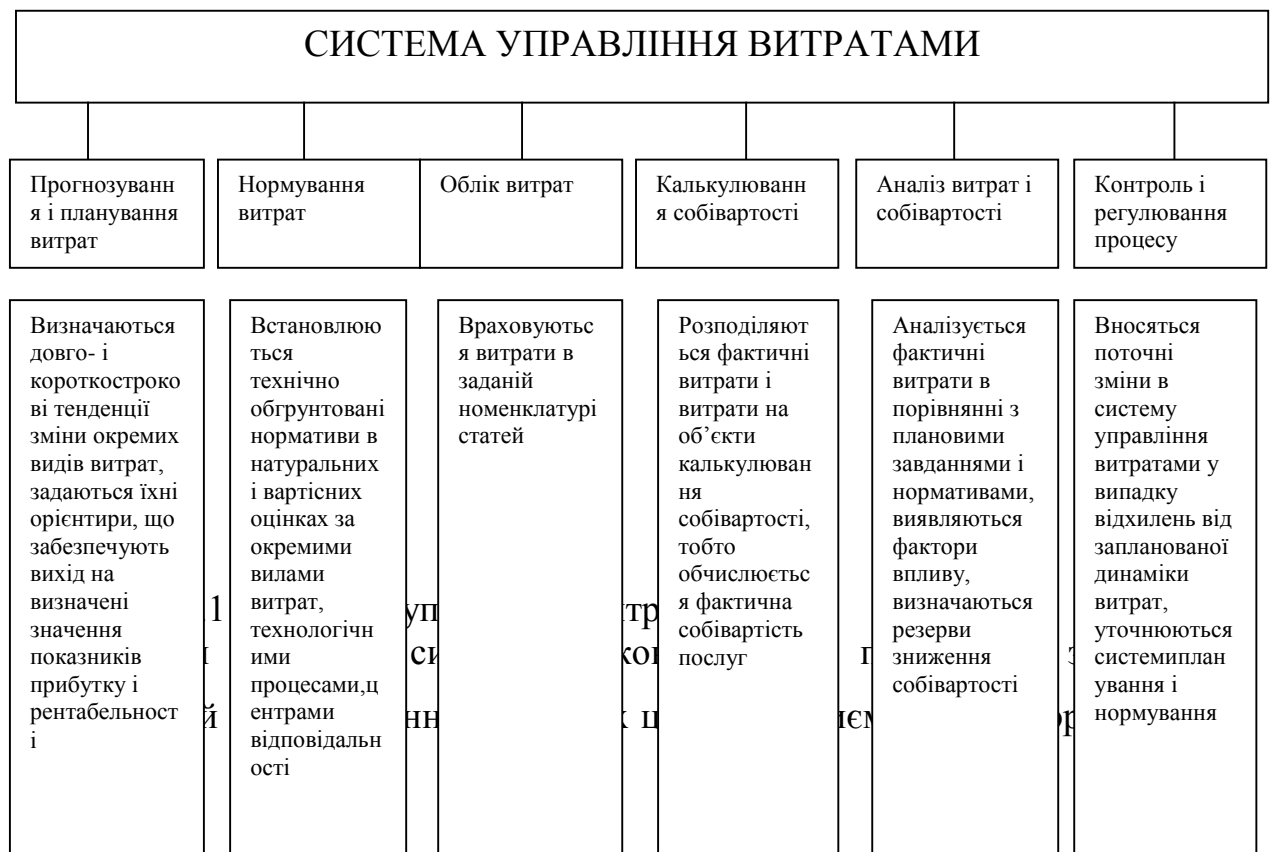 СИСТЕМА УПРАВЛІННЯ ВИТРАТАМИ
Прогнозуванн
я і планування
витрат
Нормування
витрат
Облік витрат
Калькулюванн
я собівартості
Аналіз витрат і
собівартості
Контроль і
регулювання
процесу
Визначаються
довго- і
короткостроко
ві тенденції
зміни окремих
видів витрат,
задаються їхні
орієнтири, що
забезпечують
вихід на
визначені
значення
показників
прибутку і
рентабельност
і
Встановлюю
ться
технічно
обгрунтовані
нормативи в
натуральних
і вартісних
оцінках за
окремими
вилами
витрат,
технологічн
ими
процесами,ц
ентрами
відповідальн
ості
Враховуютьс
я витрати в
заданій
номенклатурі
статей
Розподіляют
ься фактичні
витрати і
витрати на
об’єкти
калькулюван
ня
собівартості,
тобто
обчислюєтьс
я фактична
собівартість
послуг
Аналізується
фактичні
витрати в
порівнянні з
плановими
завданнями і
нормативами,
виявляються
фактори
впливу,
визначаються
резерви
зниження
собівартості
Вносяться
поточні
зміни в
систему
управління
витратами у
випадку
відхилень від
запланованої
динаміки
витрат,
уточнюються
системиплан
ування і
нормування